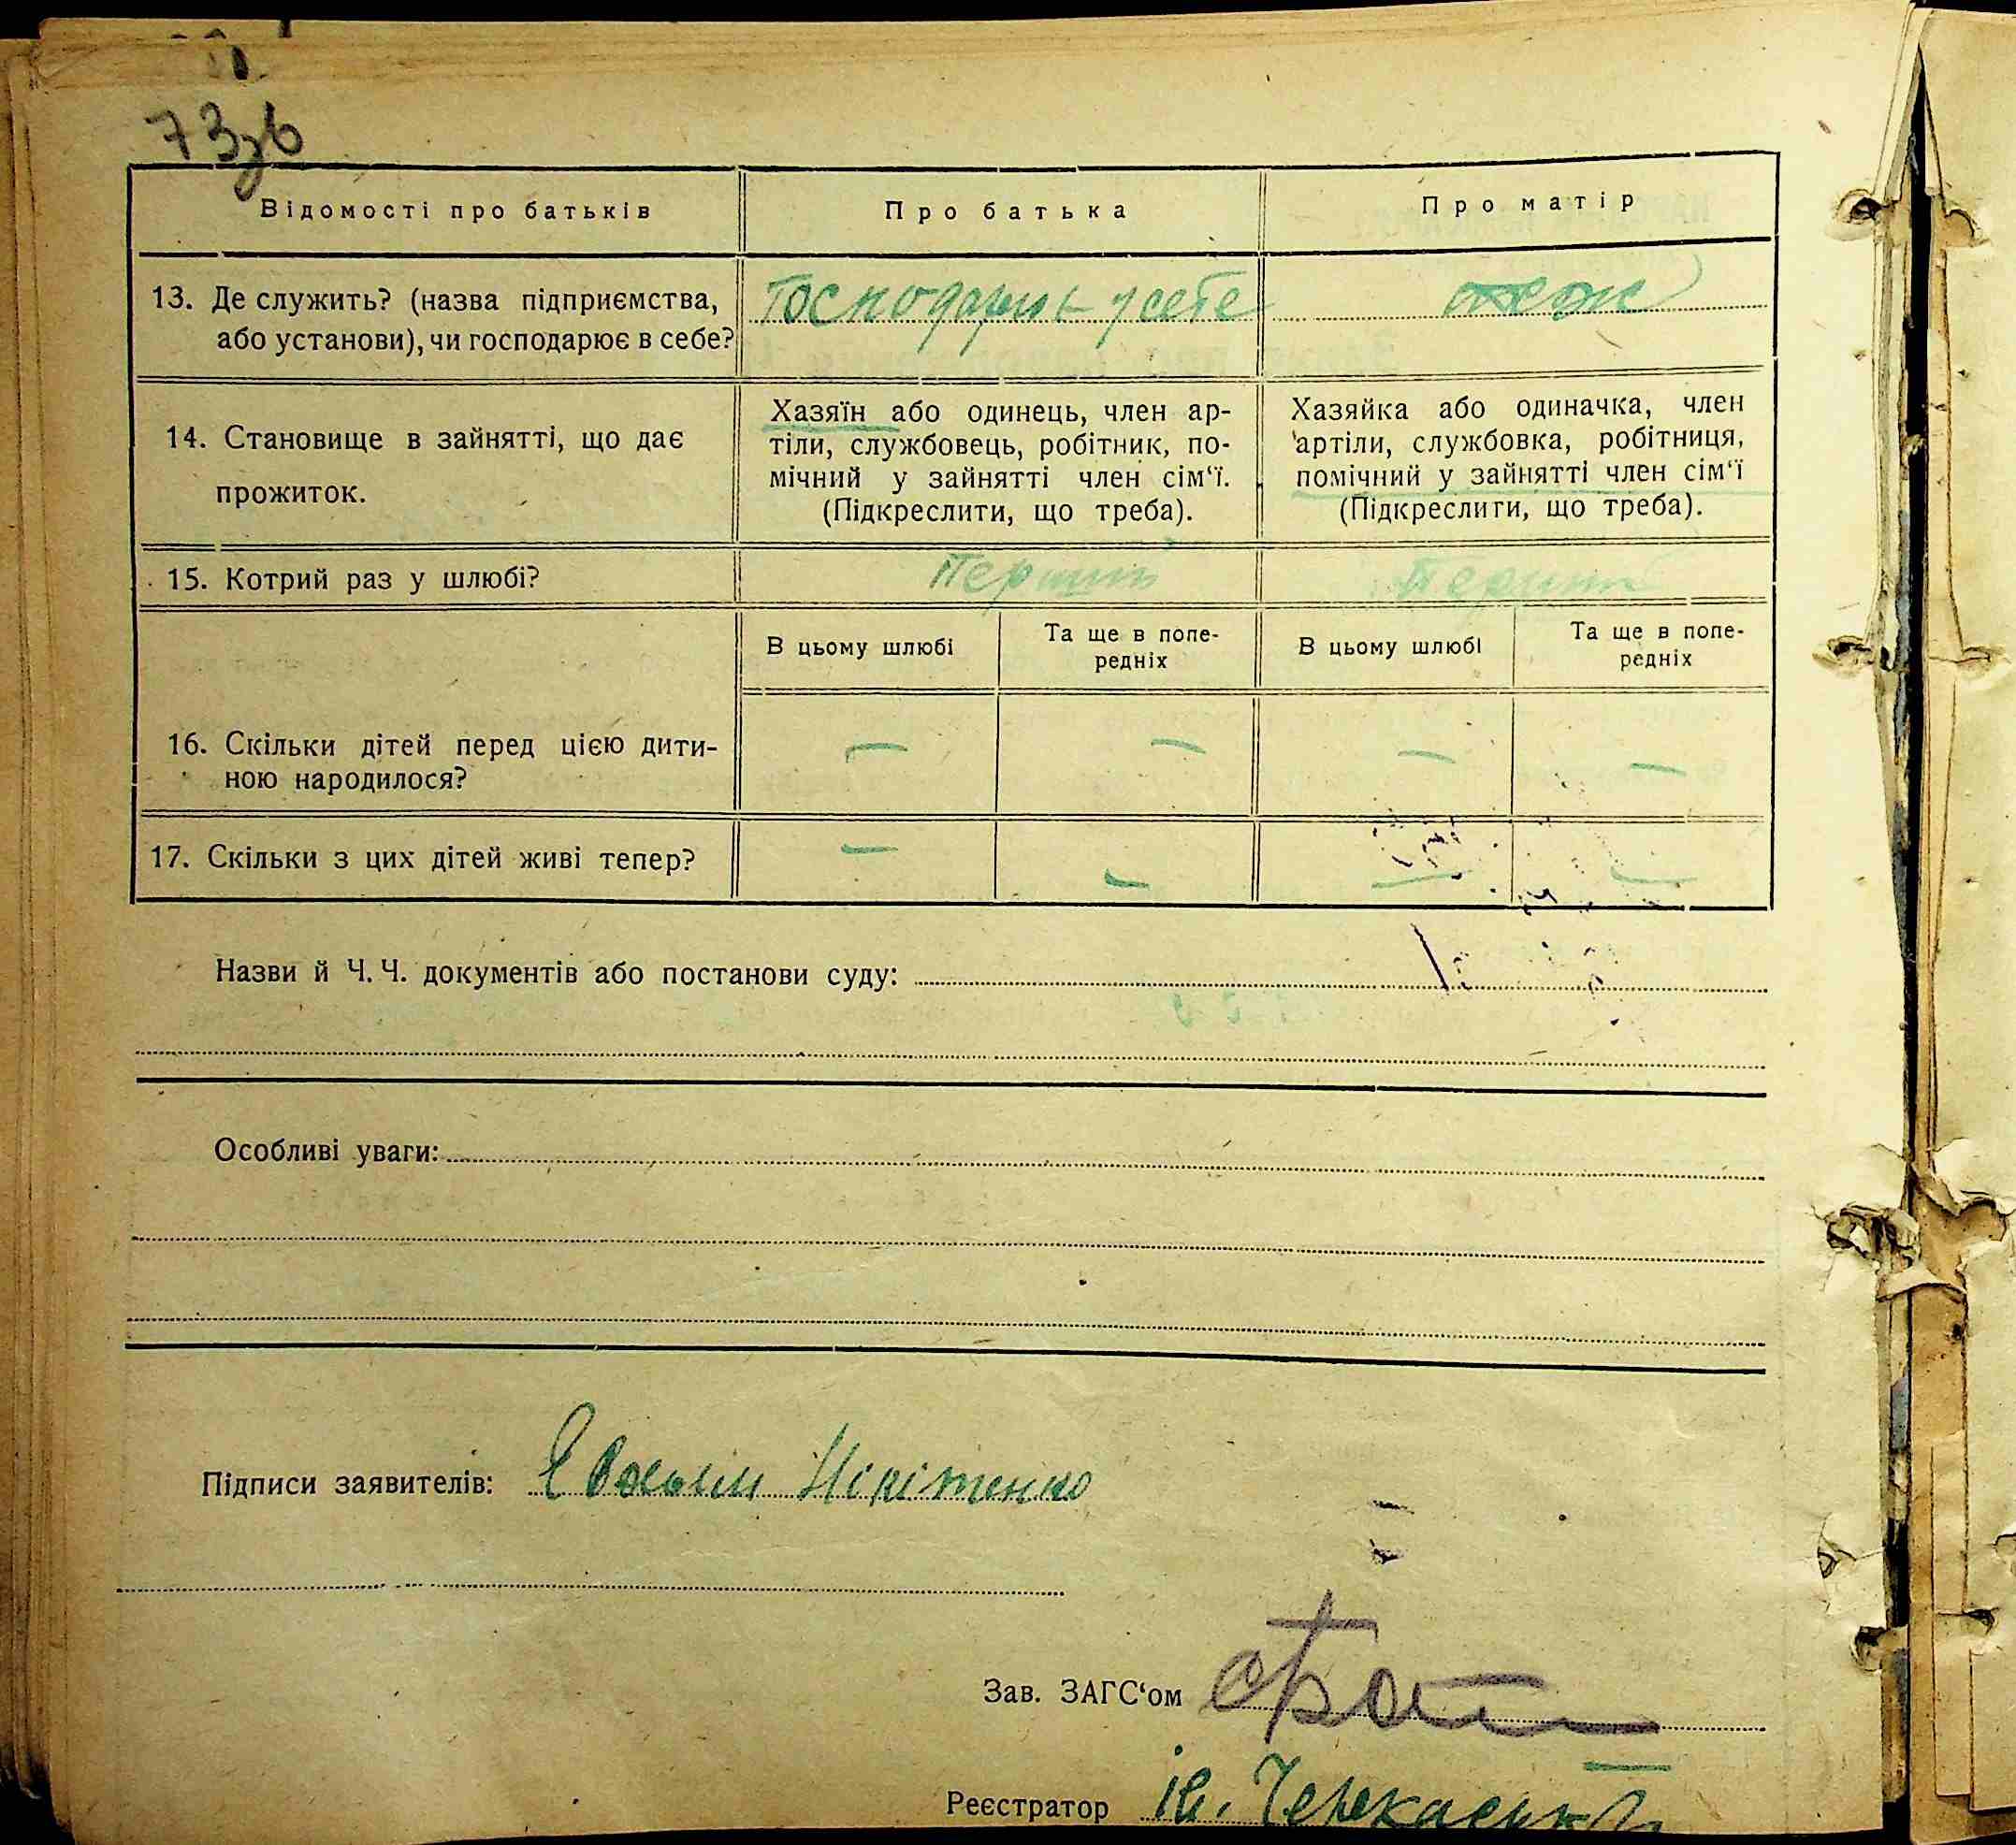 73зв
Відомості про батьків
Про батька
Про матір
13. Де служить? (назва підприємства,
або установи), чи господарює в себе?
у себе
теж
14. Становище в зайнятті, що дає
прожиток.
Хазяїн або одинець, член ар-
тіли, службовець, робітник, по-
мічний у зайнятті член сім‘ї.
(Підкреслити, що треба).
Хазяйка або одиначка, член
артіли, службовка, робітниця,
помічний у зайнятті член сім‘ї
(Підкреслити, що треба).
15. Котрий раз у шлюбі?
Перший
Перший
В цьому шлюбі
Та ще в попе-
редніх
В цьому шлюбі
Та ще в попе-
редніх
16. Скільки дітей перед цією дити-
ною народилося?
— — — —
17. Скільки з цих дітей живі тепер?
— — — —
Назви й Ч. Ч. документів або постанови суду:
Особливі уваги:
Підписи заявителів: Нікітенко
Зав. ЗАГС‘ом
Реєстратор